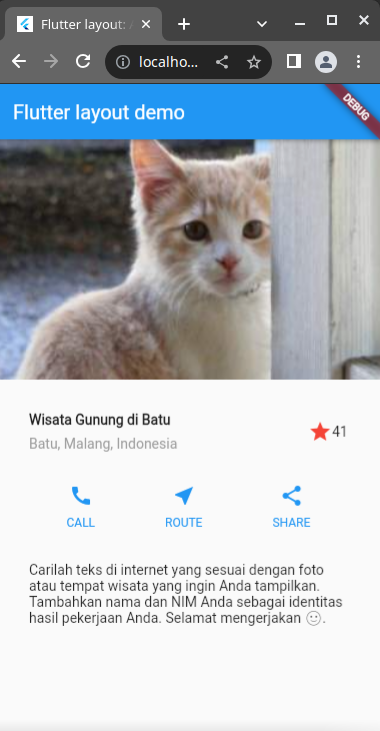 Flutter layout:
localho...
Flutter layout demo
DEBUG
Wisata Gunung di Batu
Batu, Malang, Indonesia
41
CALL
ROUTE
SHARE
Carilah teks di internet yang sesuai dengan foto
atau tempat wisata yang ingin Anda tampilkan.
Tambahkan nama dan NIM Anda sebagai identitas
hasil pekerjaan Anda. Selamat mengerjakan 🙂.